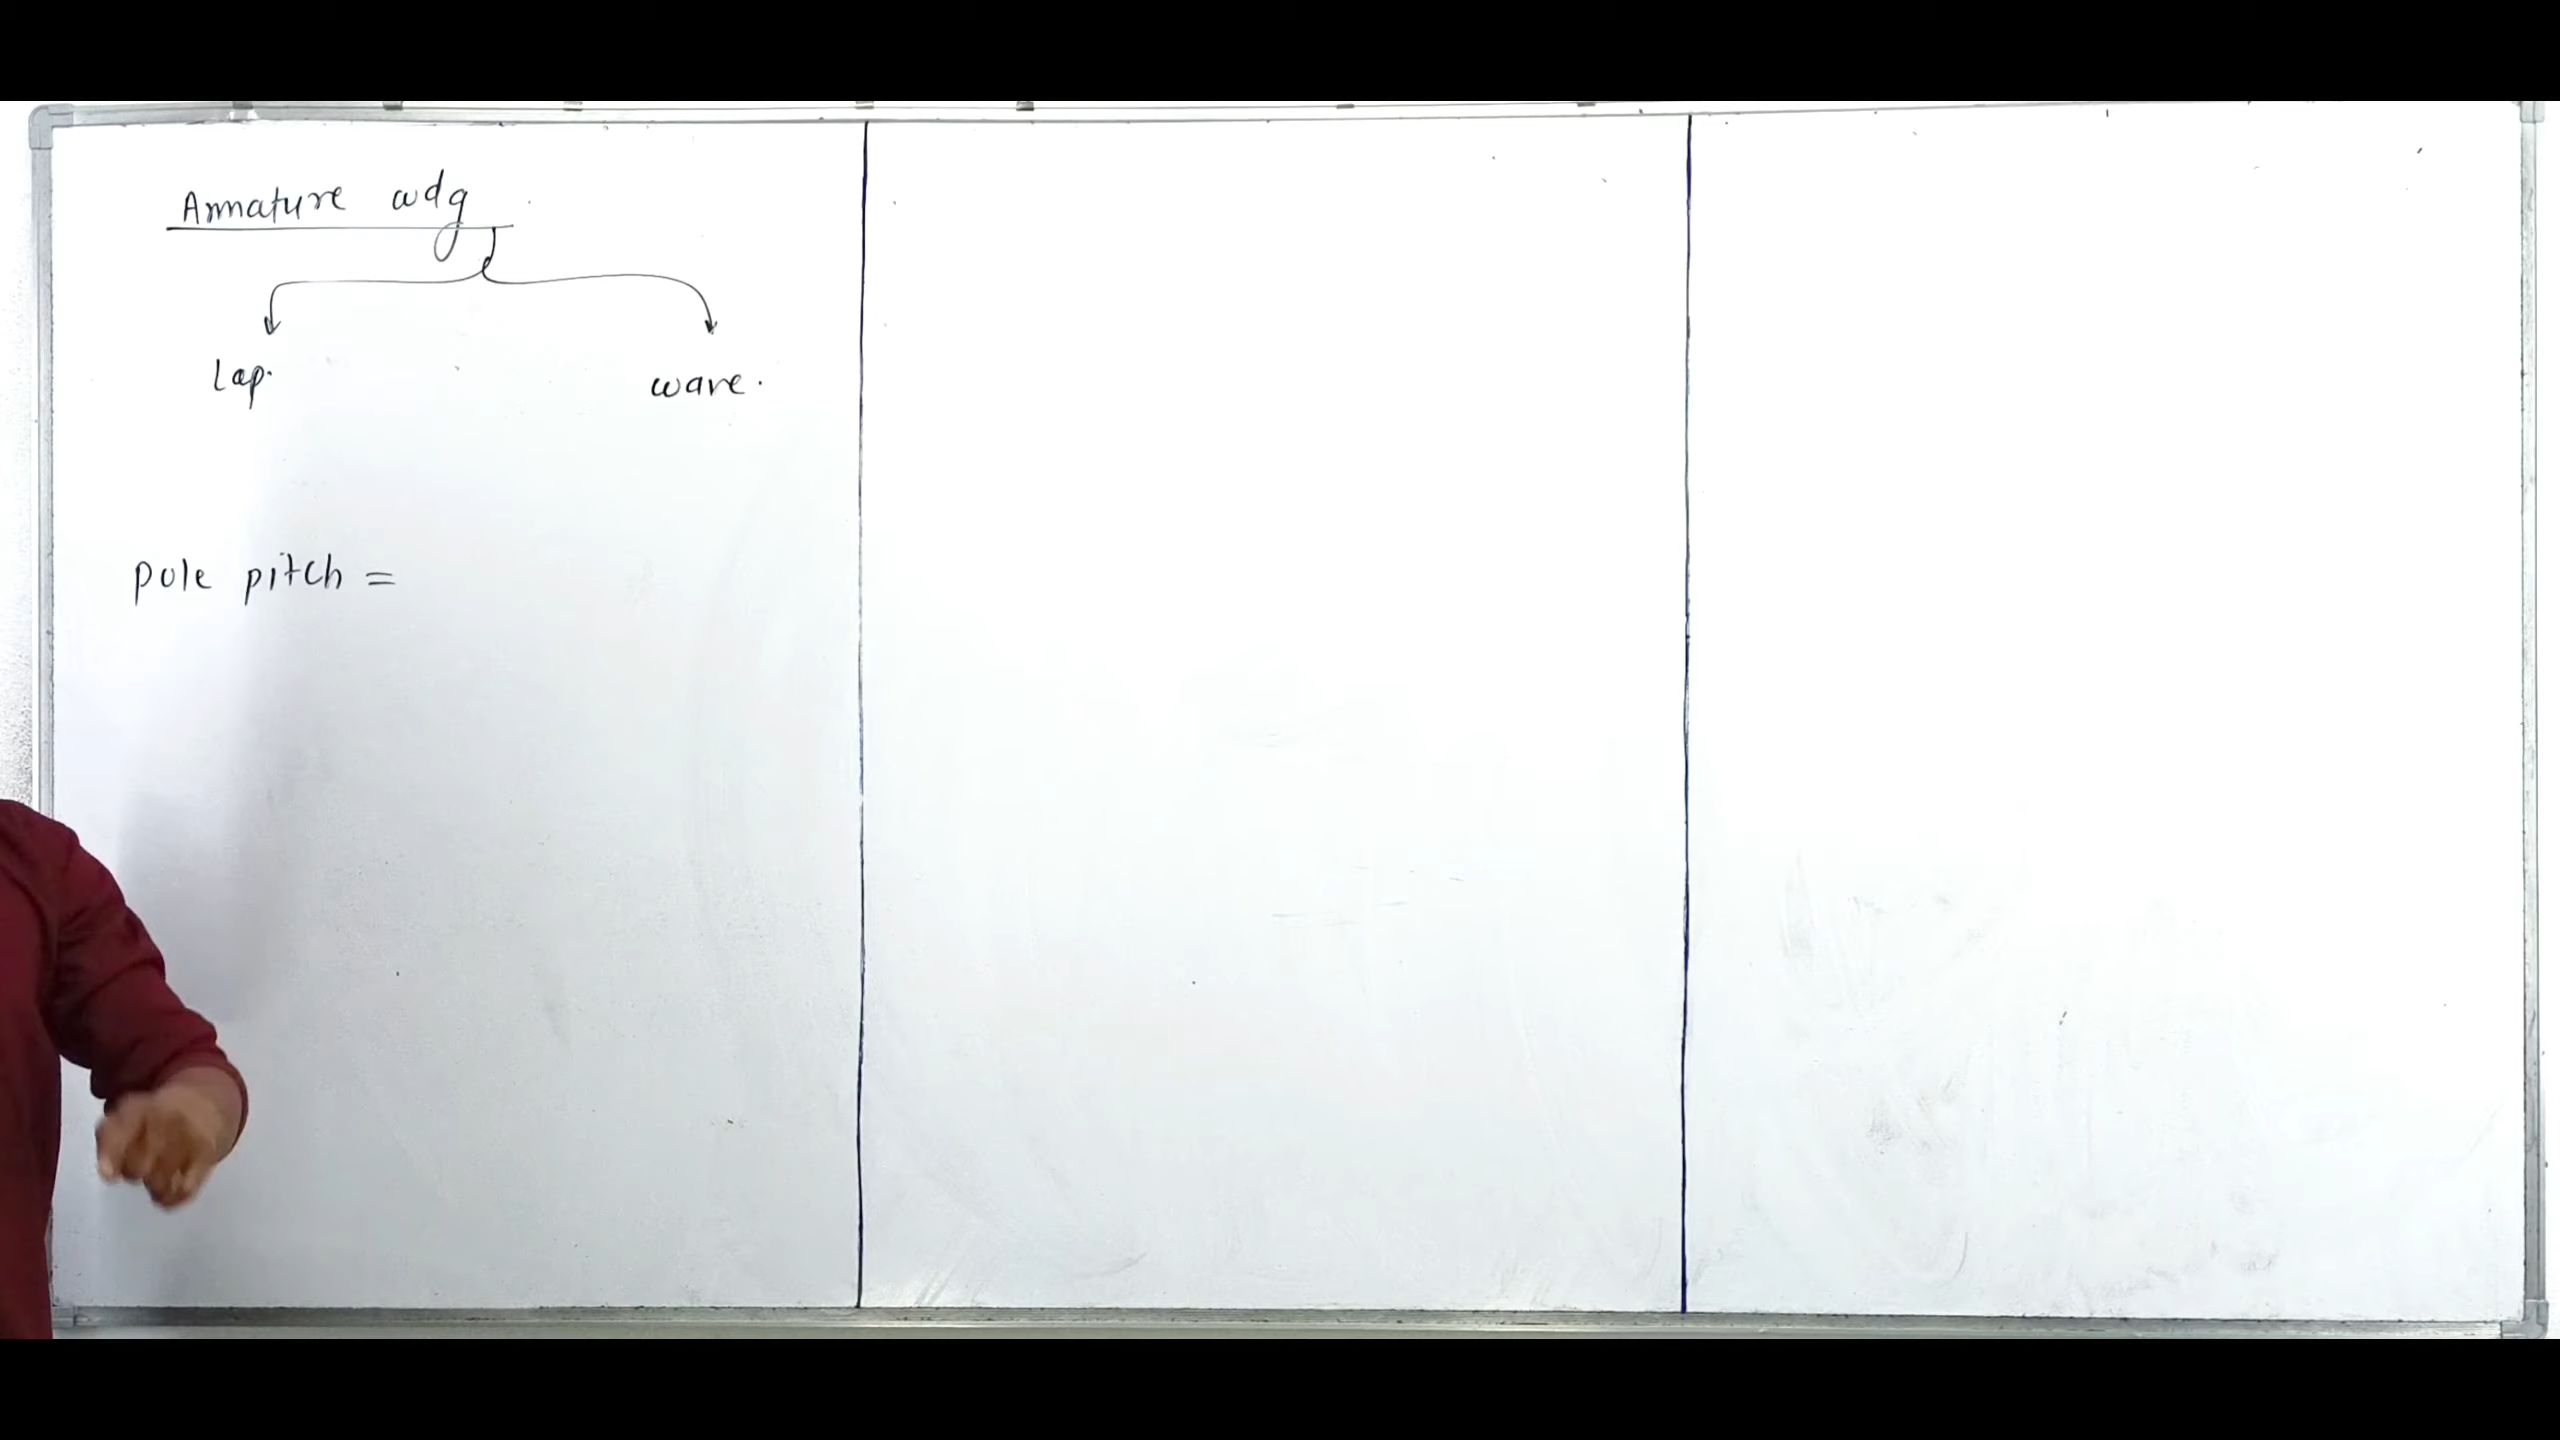 Armature wdg
Lap.
wave.
pole pitch =